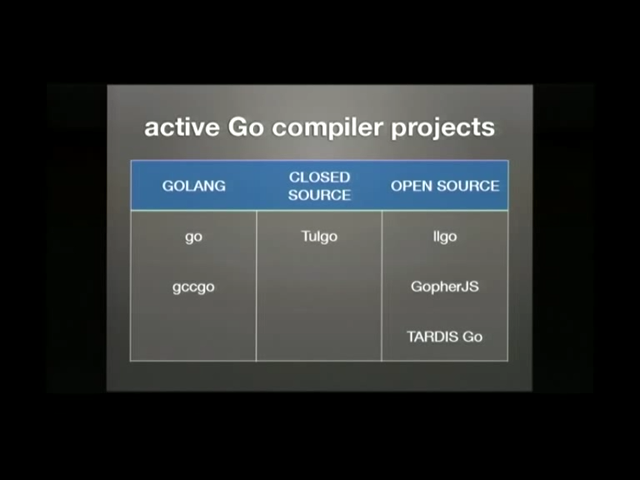 active Go compiler projects
GOLANG
CLOSED
SOURCE
OPEN SOURCE
go
Tulgo
llgo
gccgo
GopherJS
TARDIS Go